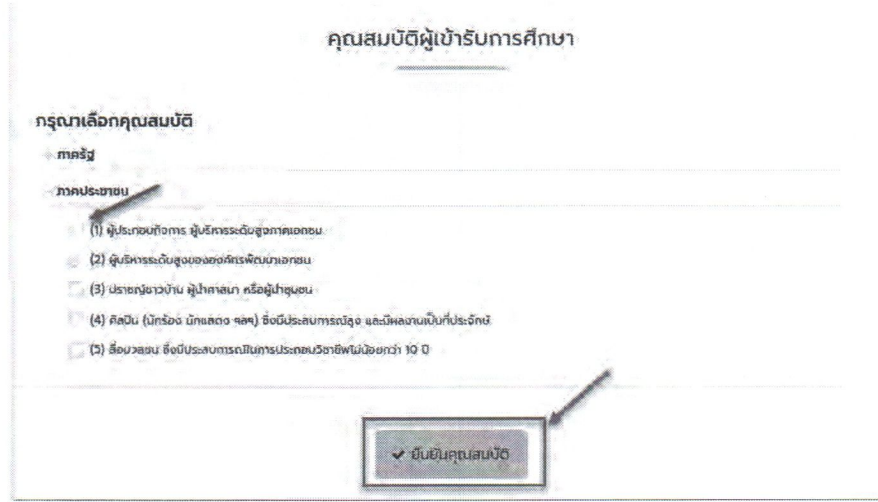 คุณสมบัติผู้เข้ารับการศึกษา
กรุณาเลือกคุณสมบัติ
ภาครัฐ
ภาคประชาชน
(1) ผู้ประกอบกิจการ ผู้บริหารระดับสูงภาคเอกชน
(2) ผู้บริหารระดับสูงขององค์กรพัฒนาเอกชน
(3) ปราชญ์ชาวบ้าน ผู้นำศาสนา หรือผู้นำชุมชน
(4) ศิลปิน (นักร้อง นักแสดง ฯลฯ) ซึ่งมีประสบการณ์สูง และมีผลงานเป็นที่ประจักษ์
(5) สื่อมวลชน ซึ่งมีประสบการณ์ในการประกอบวิชาชีพไม่น้อยกว่า 10 ปี
✔ ยืนยันคุณสมบัติ